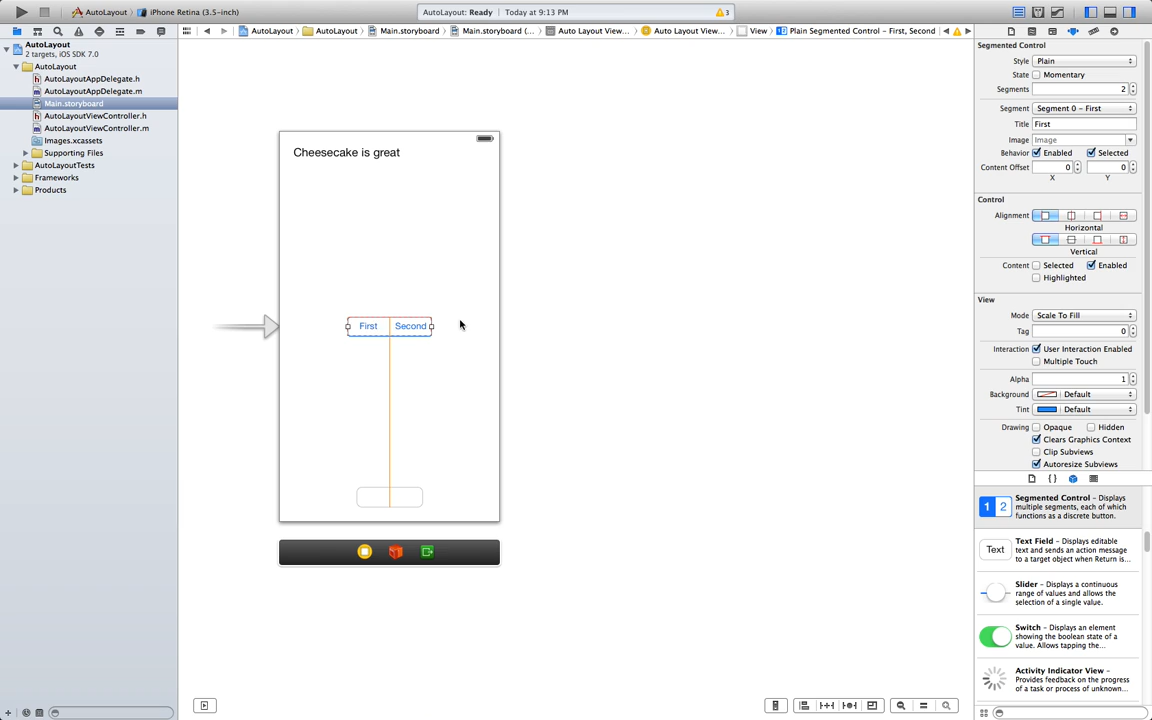 AutoLayout
iPhone Retina (3.5-inch)
AutoLayout: Ready
Today at 9:13 PM
3
AutoLayout
AutoLayout
Main.storyboard
Main.storyboard (...
Auto Layout View...
Auto Layout View...
View
Plain Segmented Control – First, Second
AutoLayout
2 targets, iOS SDK 7.0
AutoLayout
AutoLayoutAppDelegate.h
AutoLayoutAppDelegate.m
Main.storyboard
AutoLayoutViewController.h
AutoLayoutViewController.m
Images.xcassets
Supporting Files
AutoLayoutTests
Frameworks
Products
Cheesecake is great
First
Second
Segmented Control
Style Plain
State Momentary
Segments 2
Segment Segment 0 – First
Title First
Image Image
Behavior Enabled Selected
Content Offset 0 0
X Y
Control
Alignment
Horizontal
Vertical
Content Selected Enabled
Highlighted
View
Mode Scale To Fill
Tag 0
Interaction User Interaction Enabled
Multiple Touch
Alpha 1
Background Default
Tint Default
Drawing Opaque Hidden
Clears Graphics Context
Clip Subviews
Autoresize Subviews
1 2
Segmented Control – Displays
multiple segments, each of which
functions as a discrete button.
Text
Text Field – Displays editable
text and sends an action message
to a target object when Return is...
Slider – Displays a continuous
range of values and allows the
selection of a single value.
Switch – Displays an element
showing the boolean state of a
value. Allows tapping the...
Activity Indicator View –
Provides feedback on the progress
of a task or process of unknown...